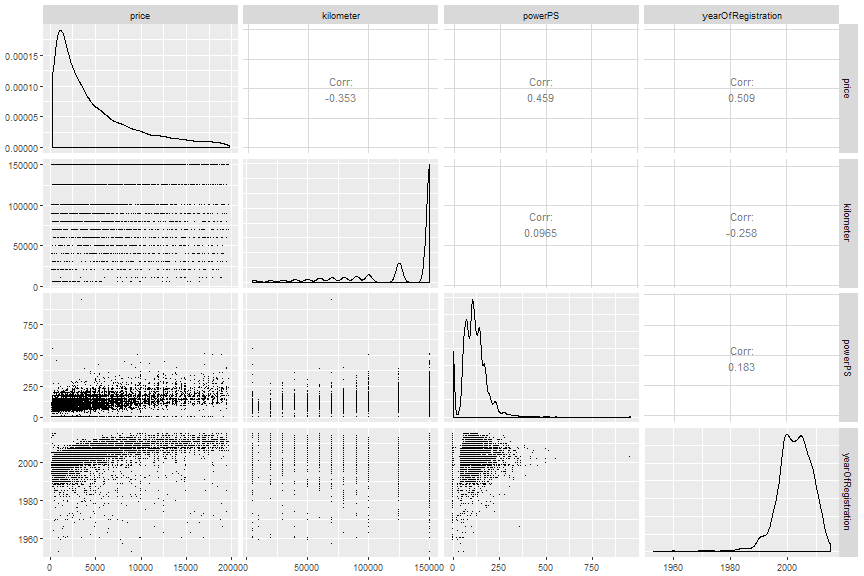 price kilometer powerPS yearOfRegistration
0.00015
0.00010
0.00005
0.00000
Corr:
-0.353
Corr:
0.459
Corr:
0.509
price
150000
100000
50000
0
Corr:
0.0965
Corr:
-0.258
kilometer
750
500
250
0
Corr:
0.183
powerPS
2000
1980
1960
yearOfRegistration
0 5000 10000 15000 20000 0 50000 100000 150000 0 250 500 750 1960 1980 2000